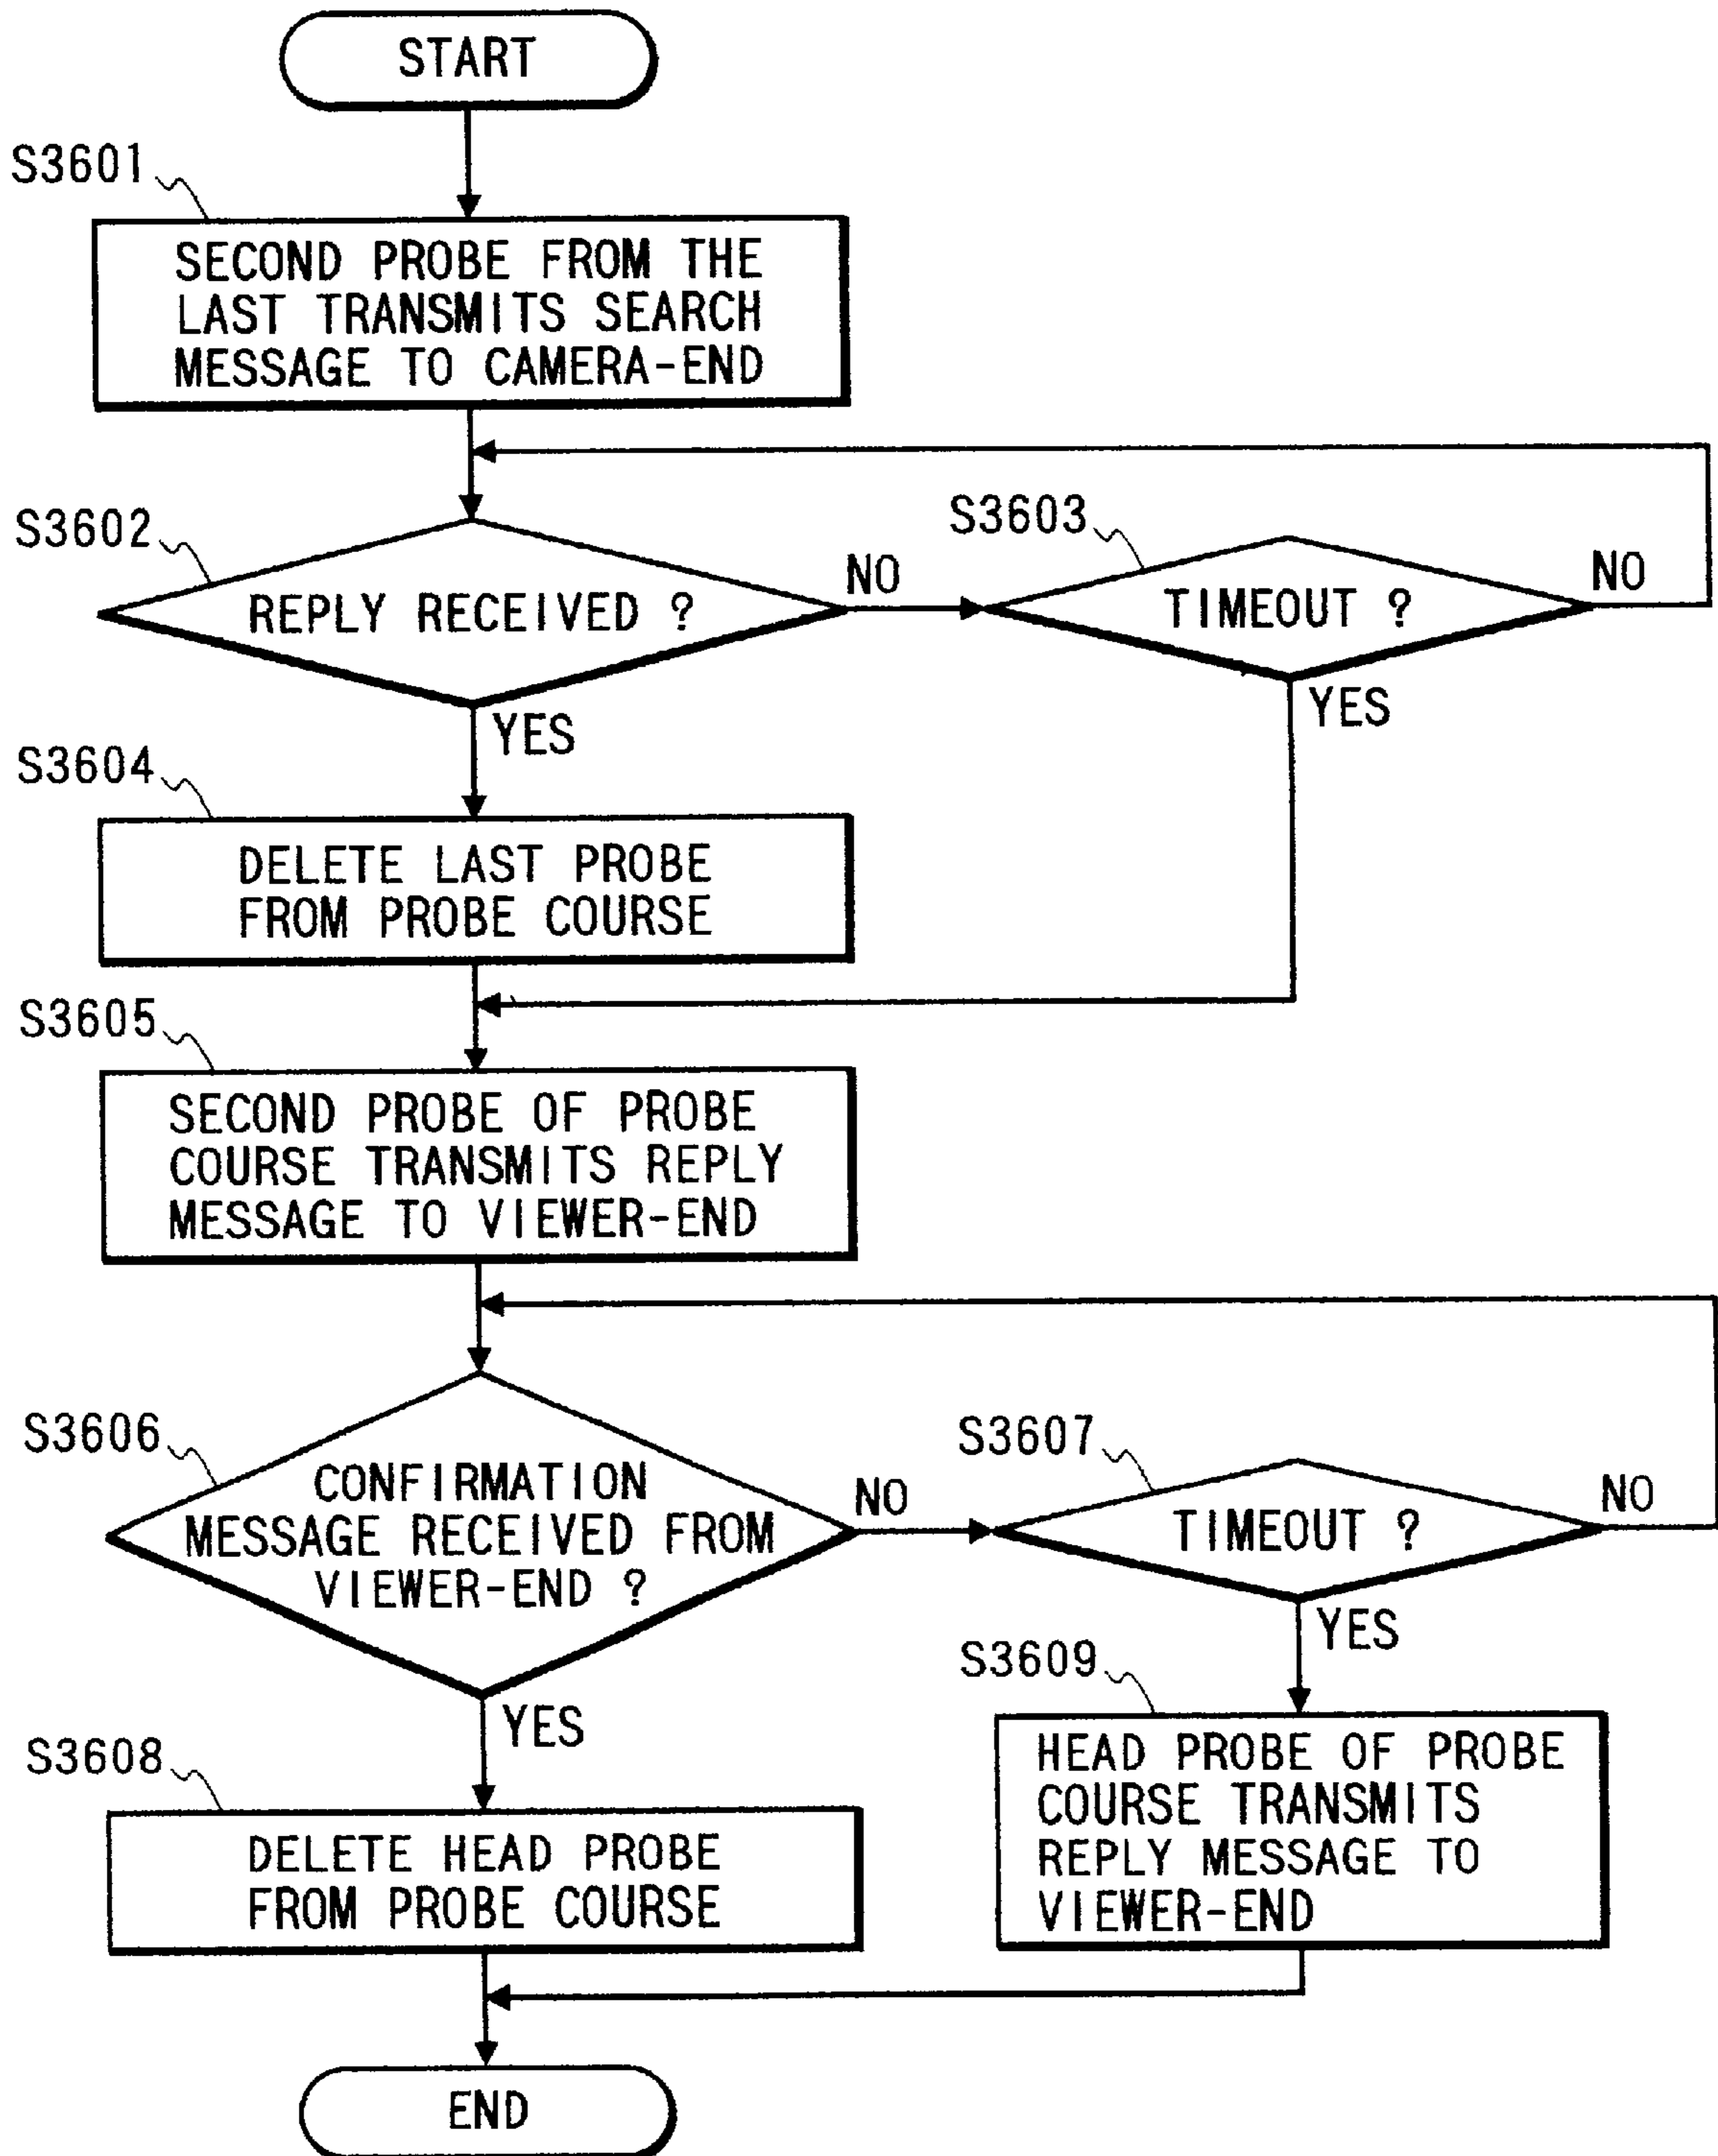 START
S3601
SECOND PROBE FROM THE
LAST TRANSMITS SEARCH
MESSAGE TO CAMERA-END
S3602
REPLY RECEIVED ?
NO
S3603
TIMEOUT ?
NO
YES
YES
S3604
DELETE LAST PROBE
FROM PROBE COURSE
S3605
SECOND PROBE OF PROBE
COURSE TRANSMITS REPLY
MESSAGE TO VIEWER-END
S3606
CONFIRMATION
MESSAGE RECEIVED FROM
VIEWER-END ?
NO
S3607
TIMEOUT ?
NO
YES
YES
S3608
DELETE HEAD PROBE
FROM PROBE COURSE
S3609
HEAD PROBE OF PROBE
COURSE TRANSMITS
REPLY MESSAGE TO
VIEWER-END
END